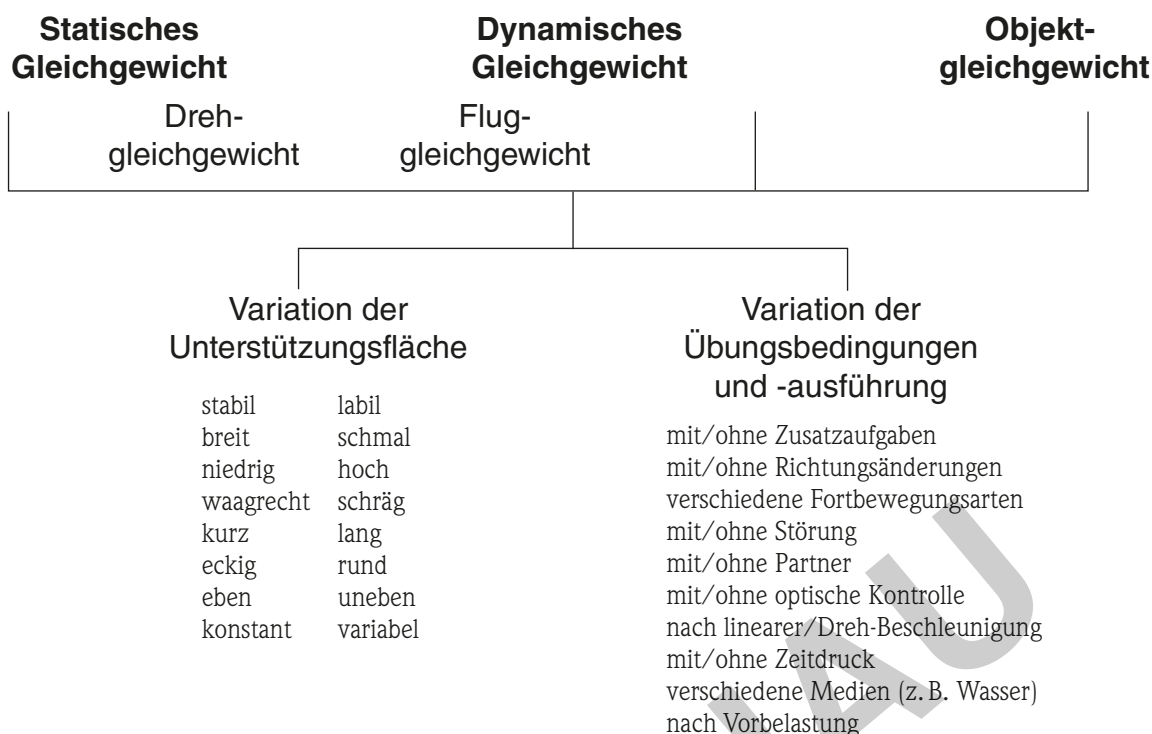 Statisches
Gleichgewicht
Dynamisches
Gleichgewicht
Objekt-
gleichgewicht
Dreh-
gleichgewicht
Flug-
gleichgewicht
Variation der
Unterstützungsfläche
stabil labil
breit schmal
niedrig hoch
waagrecht schräg
kurz lang
eckig rund
eben uneben
konstant variabel
Variation der
Übungsbedingungen
und -ausführung
mit/ohne Zusatzaufgaben
mit/ohne Richtungsänderungen
verschiedene Fortbewegungsarten
mit/ohne Störung
mit/ohne Partner
mit/ohne optische Kontrolle
nach linearer/Dreh-Beschleunigung
mit/ohne Zeitdruck
verschiedene Medien (z. B. Wasser)
nach Vorbelastung